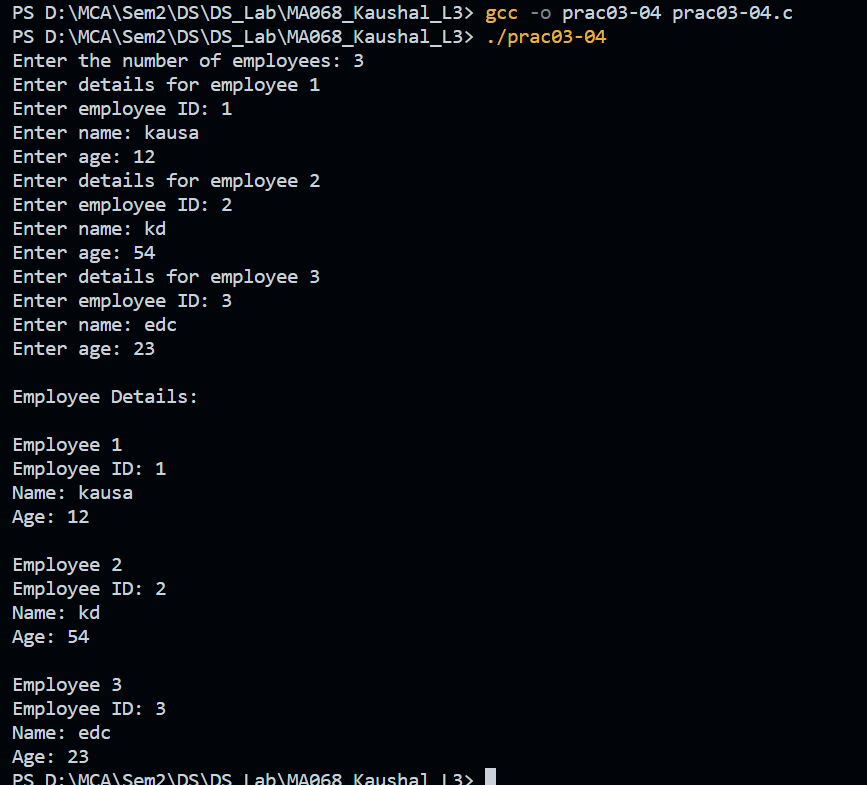 PS D:\MCA\Sem2\DS\DS_Lab\MA068_Kaushal_L3> gcc -o prac03-04 prac03-04.c
PS D:\MCA\Sem2\DS\DS_Lab\MA068_Kaushal_L3> ./prac03-04
Enter the number of employees: 3
Enter details for employee 1
Enter employee ID: 1
Enter name: kausa
Enter age: 12
Enter details for employee 2
Enter employee ID: 2
Enter name: kd
Enter age: 54
Enter details for employee 3
Enter employee ID: 3
Enter name: edc
Enter age: 23
Employee Details:
Employee 1
Employee ID: 1
Name: kausa
Age: 12
Employee 2
Employee ID: 2
Name: kd
Age: 54
Employee 3
Employee ID: 3
Name: edc
Age: 23
PS D:\MCA\Sem2\DS\DS_Lab\MA068_Kaushal_L3>